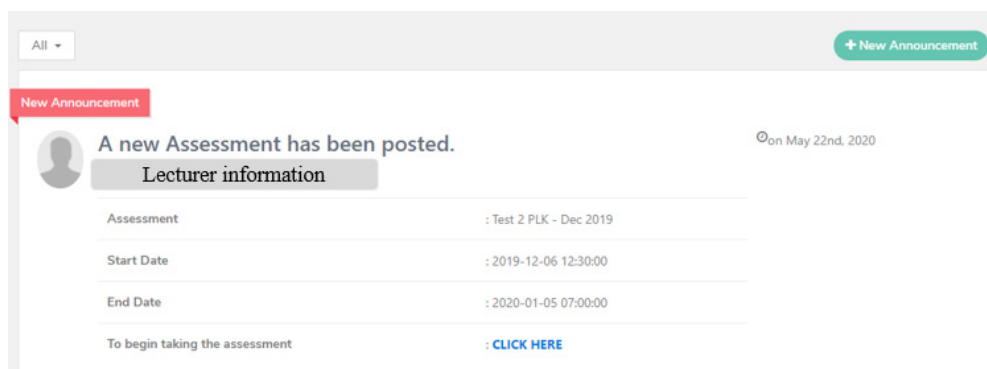 All
+ New Announcement
New Announcement
A new Assessment has been posted.
on May 22nd, 2020
Lecturer information
Assessment : Test 2 PLK - Dec 2019
Start Date : 2019-12-06 12:30:00
End Date : 2020-01-05 07:00:00
To begin taking the assessment : CLICK HERE